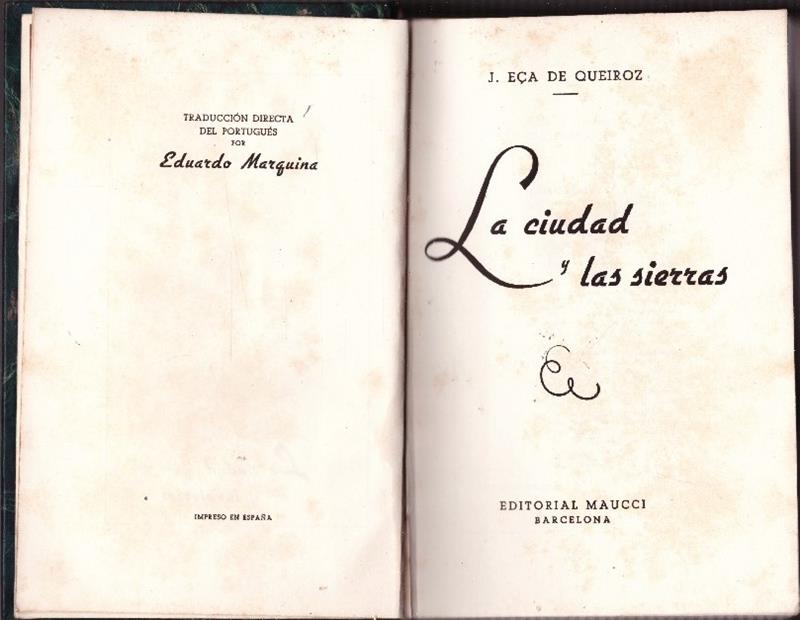 TRADUCCIÓN DIRECTA
DEL PORTUGUÉS
POR
Eduardo Marquina
IMPRESO EN ESPAÑA
J. EÇA DE QUEIROZ
La ciudad
y las sierras
EDITORIAL MAUCCI
BARCELONA